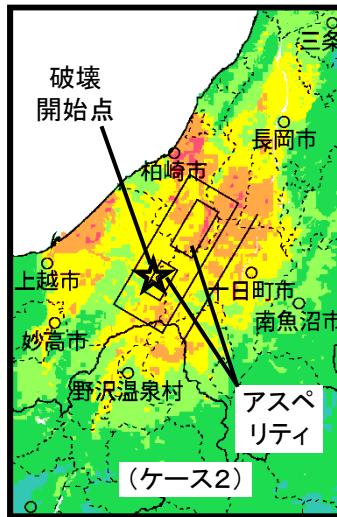 三条
破壊
開始点
長岡市
柏崎市
上越市
十日町市
南魚沼市
妙高市
野沢温泉村
アスペ
リティ
（ケース2）